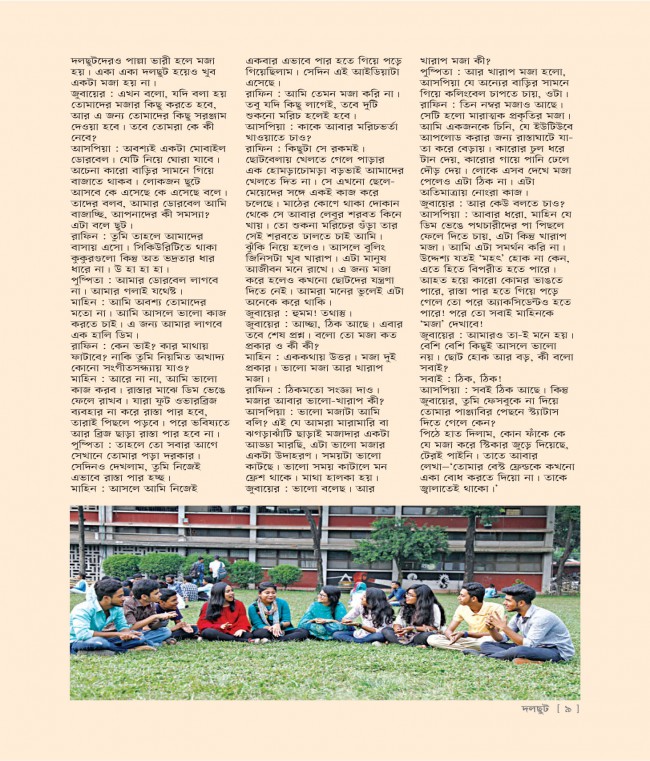 দলছুটদেরও পাল্লা ভারী হলে মজা
হয়। একা একা দলছুট হয়েও খুব
একটা মজা হয় না।
জুবায়ের : এখন বলো, যদি বলা হয়
তোমাদের মজার কিছু করতে হবে,
আর এ জন্য তোমাদের কিছু সরঞ্জাম
দেওয়া হবে। তবে তোমরা কে কী
নেবে?
আসপিয়া : অবশ্যই একটা মোবাইল
ডোরবেল। যেটি নিয়ে ঘোরা যাবে।
অচেনা কারো বাড়ির সামনে গিয়ে
বাজাতে থাকব। লোকজন ছুটে
আসবে কে এসেছে কে এসেছে বলে।
তাদের বলব, আমার ডোরবেল আমি
বাজাচ্ছি, আপনাদের কী সমস্যা?
এটা বলে ছুট।
রাফিন : তুমি তাহলে আমাদের
বাসায় এসো। সিকিউরিটিতে থাকা
কুকুরগুলো কিন্তু অত ভদ্রতার ধার
ধারে না। উ হা হা হা।
পুষ্পিতা : আমার ডোরবেল লাগবে
না। আমার গলাই যথেষ্ট।
মাহিন : আমি অবশ্য তোমাদের
মতো না। আমি আসলে ভালো কাজ
করতে চাই। এ জন্য আমার লাগবে
এক হালি ডিম।
রাফিন : কেন ভাই? কার মাথায়
ফাটাবে? নাকি তুমি নিয়মিত অখাদ্য
কোনো সংগীতসন্ধ্যায় যাও?
মাহিন : আরে না না, আমি ভালো
কাজ করব। রাস্তার মাঝে ডিম ভেঙে
ফেলে রাখব। যারা ফুট ওভারব্রিজ
ব্যবহার না করে রাস্তা পার হবে,
তারাই পিছলে পড়বে। পরে ভবিষ্যতে
আর ব্রিজ ছাড়া রাস্তা পার হবে না।
পুষ্পিতা : তাহলে তো সবার আগে
সেখানে তোমার পড়া দরকার।
সেদিনও দেখলাম, তুমি নিজেই
এভাবে রাস্তা পার হচ্ছ।
মাহিন : আসলে আমি নিজেই
একবার এভাবে পার হতে গিয়ে পড়ে
গিয়েছিলাম। সেদিন এই আইডিয়াটা
এসেছে।
রাফিন : আমি তেমন মজা করি না।
তবু যদি কিছু লাগেই, তবে দুটি
শুকনো মরিচ হলেই হবে।
আসপিয়া : কাকে আবার মরিচভর্তা
খাওয়াতে চাও?
রাফিন : কিছুটা সে রকমই।
ছোটবেলায় খেলতে গেলে পাড়ার
এক হোমড়াচোমড়া বড়ভাই আমাদের
খেলতে দিত না। সে এখনো ছেলে-
মেয়েদের সঙ্গে একই কাজ করে
চলেছে। মাঠের কোণে থাকা দোকান
থেকে সে আবার লেবুর শরবত কিনে
খায়। তো শুকনা মরিচের গুঁড়া তার
সেই শরবতে ঢালতে চাই আমি।
ঝুঁকি নিয়ে হলেও। আসলে বুলিং
জিনিসটা খুব খারাপ। এটা মানুষ
আজীবন মনে রাখে। এ জন্য মজা
করে হলেও কখনো ছোটদের যন্ত্রণা
দিতে নেই। আমরা মনের ভুলেই এটা
অনেকে করে থাকি।
জুবায়ের : হুমম! তথাস্তু।
জুবায়ের : আচ্ছা, ঠিক আছে। এবার
তবে শেষ প্রশ্ন। বলো তো মজা কত
প্রকার ও কী কী?
মাহিন : এককথায় উত্তর। মজা দুই
প্রকার। ভালো মজা আর খারাপ
মজা।
রাফিন : ঠিকমতো সংজ্ঞা দাও।
মজার আবার ভালো-খারাপ কী?
আসপিয়া : ভালো মজাটা আমি
বলি? এই যে আমরা মারামারি বা
ঝগড়াঝাঁটি ছাড়াই মজাদার একটা
আড্ডা মারছি, এটা ভালো মজার
একটা উদাহরণ। সময়টা ভালো
কাটছে। ভালো সময় কাটালে মন
ফ্রেশ থাকে। মাথা হালকা হয়।
জুবায়ের : ভালো বলেছ। আর
খারাপ মজা কী?
পুষ্পিতা : আর খারাপ মজা হলো,
আসপিয়া যে অন্যের বাড়ির সামনে
গিয়ে কলিংবেল চাপতে চায়, ওটা।
রাফিন : তিন নম্বর মজাও আছে।
সেটি হলো মারাত্মক প্রকৃতির মজা।
আমি একজনকে চিনি, যে ইউটিউবে
আপলোড করার জন্য রাস্তাঘাটে যা-
তা করে বেড়ায়। কারোর চুল ধরে
টান দেয়, কারোর গায়ে পানি ঢেলে
দৌড় দেয়। লোকে এসব দেখে মজা
পেলেও এটা ঠিক না। এটা
অতিমাত্রায় নোংরা কাজ।
জুবায়ের : আর কেউ বলতে চাও?
আসপিয়া : আবার ধরো, মাহিন যে
ডিম ভেঙে পথচারীদের পা পিছলে
ফেলে দিতে চায়, এটা কিন্তু খারাপ
মজা। আমি এটা সমর্থন করি না।
উদ্দেশ্য যতই ‘মহৎ’ হোক না কেন,
এতে হিতে বিপরীত হতে পারে।
আহত হয়ে কারো কোমর ভাঙতে
পারে, রাস্তা পার হতে গিয়ে পড়ে
গেলে তো পরে অ্যাকসিডেন্টও হতে
পারে! পরে তো সবাই মাহিনকে
‘মজা’ দেখাবে!
জুবায়ের : আমারও তা-ই মনে হয়।
বেশি বেশি কিছুই আসলে ভালো
নয়। ছোট হোক আর বড়, কী বলো
সবাই?
সবাই : ঠিক, ঠিক!
আসপিয়া : সবই ঠিক আছে। কিন্তু
জুবায়ের, তুমি ফেসবুকে না দিয়ে
তোমার পাঞ্জাবির পেছনে স্ট্যাটাস
দিতে গেলে কেন?
পিঠে হাত দিলাম, কোন ফাঁকে কে
যে মজা করে স্টিকার জুড়ে দিয়েছে,
টেরই পাইনি। তাতে আবার
লেখা—‘তোমার বেস্ট ফ্রেন্ডকে কখনো
একা বোধ করতে দিয়ো না। তাকে
জ্বালাতেই থাকো।’
দলছুট [ ৯ ]